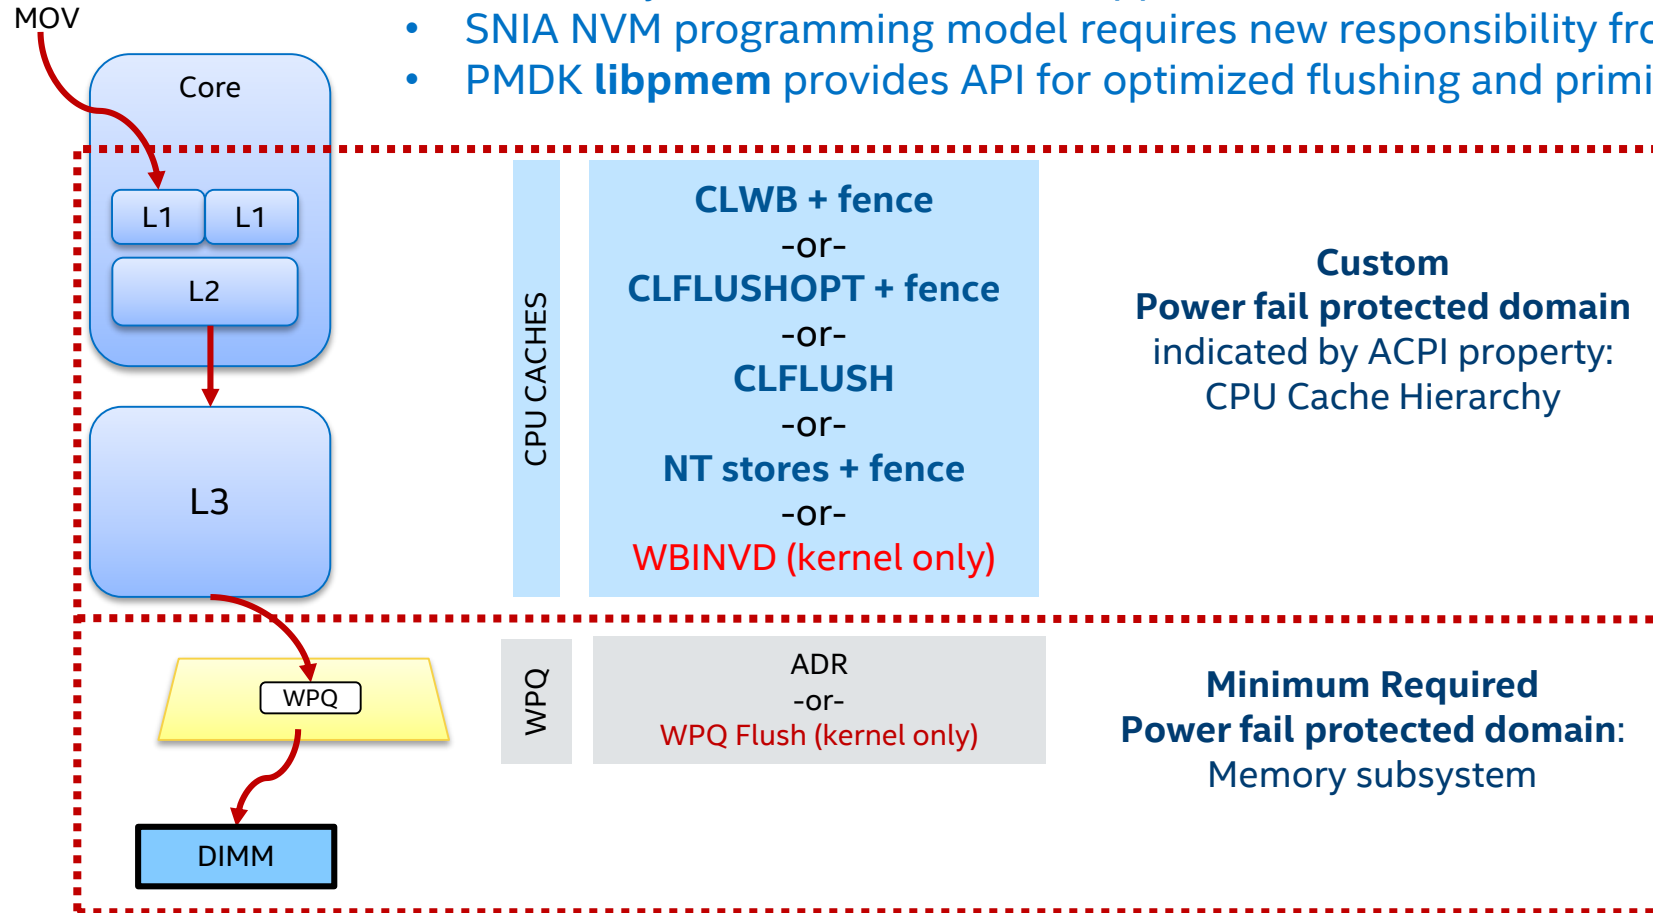 MOV
• SNIA NVM programming model requires new responsibility
• PMDK libpmem provides API for optimized flushing and
Core
L1
L1
L2
L3
CPU CACHES
CLWB + fence
-or-
CLFLUSHOPT + fence
-or-
CLFLUSH
-or-
NT stores + fence
-or-
WBINVD (kernel only)
Custom
Power fail protected domain
indicated by ACPI property:
CPU Cache Hierarchy
WPQ
WPQ
ADR
-or-
WPQ Flush (kernel only)
Minimum Required
Power fail protected domain:
Memory subsystem
DIMM